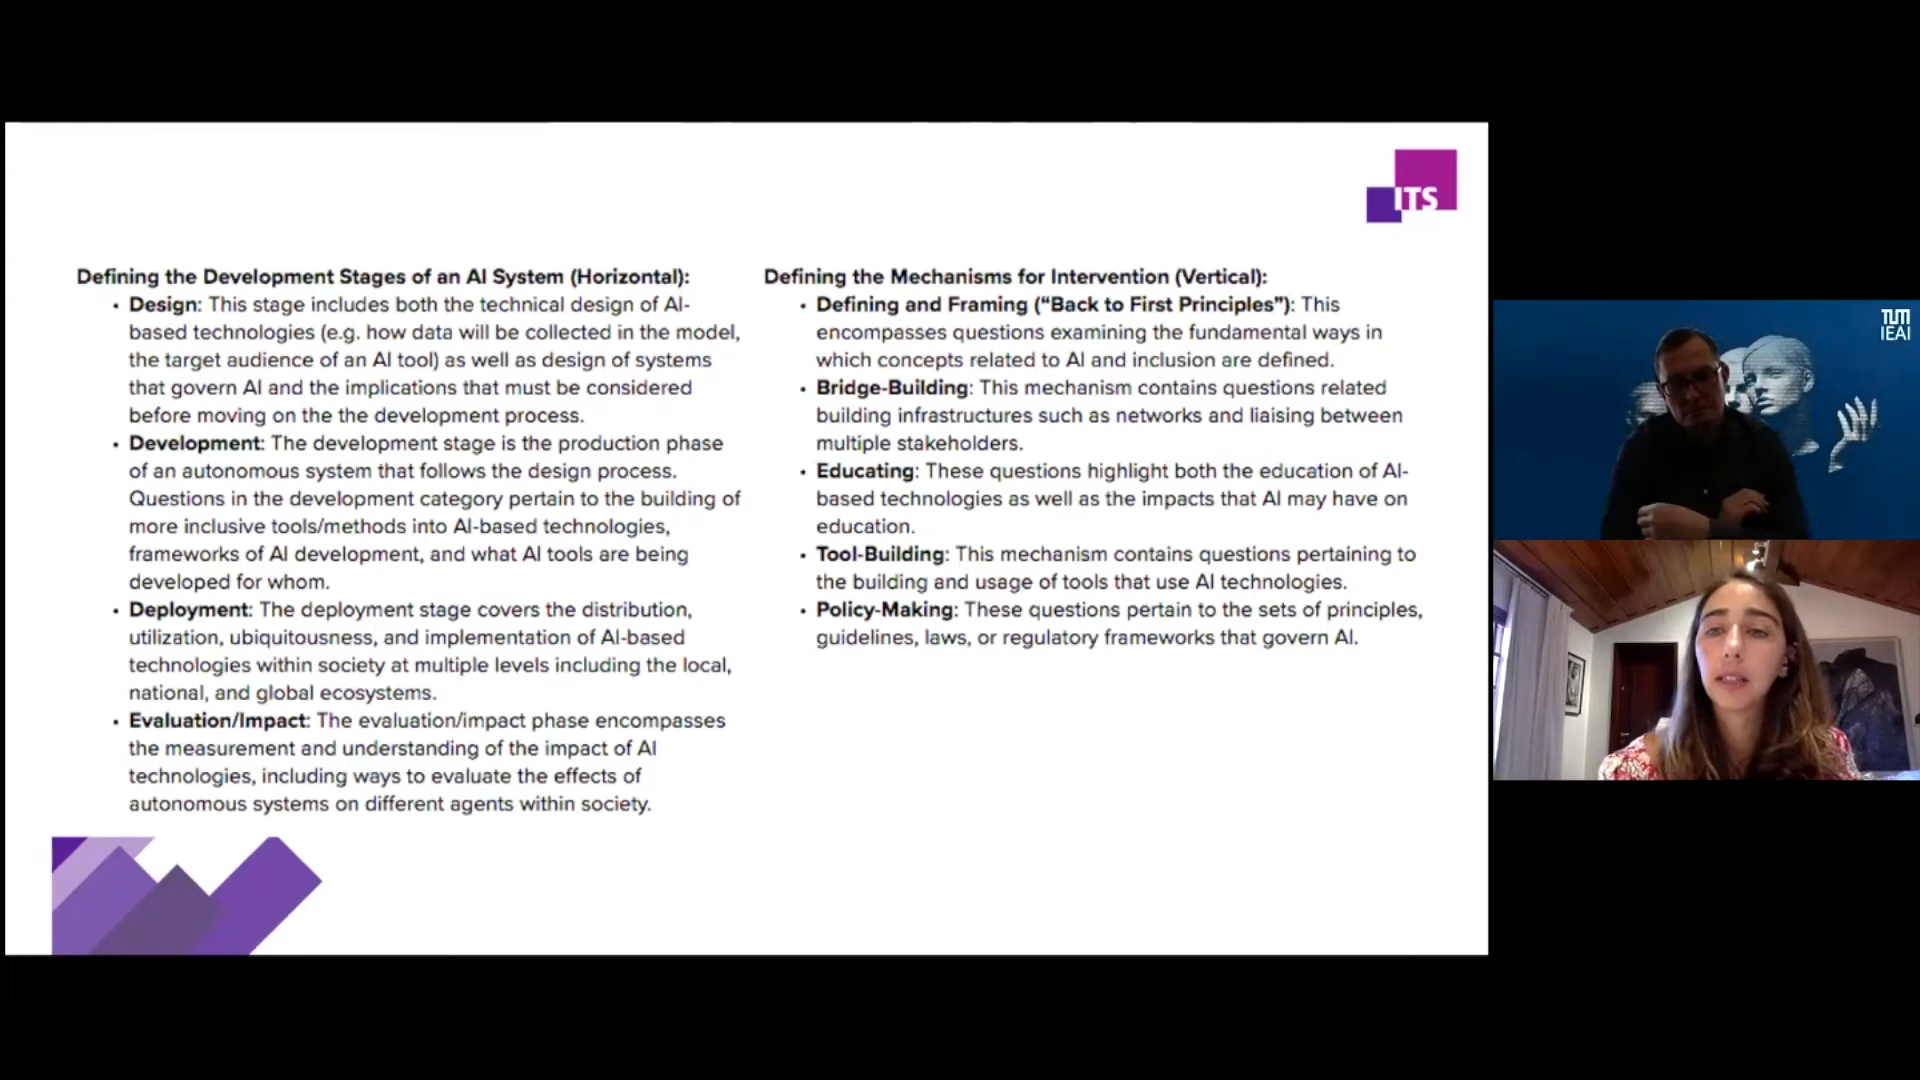 ITS
Defining the Development Stages of an AI System (Horizontal):
• Design: This stage includes both the technical design of AI-
based technologies (e.g. how data will be collected in the model,
the target audience of an AI tool) as well as design of systems
that govern AI and the implications that must be considered
before moving on the the development process.
• Development: The development stage is the production phase
of an autonomous system that follows the design process.
Questions in the development category pertain to the building of
more inclusive tools/methods into AI-based technologies,
frameworks of AI development, and what AI tools are being
developed for whom.
• Deployment: The deployment stage covers the distribution,
utilization, ubiquitousness, and implementation of AI-based
technologies within society at multiple levels including the local,
national, and global ecosystems.
• Evaluation/Impact: The evaluation/impact phase encompasses
the measurement and understanding of the impact of AI
technologies, including ways to evaluate the effects of
autonomous systems on different agents within society.
Defining the Mechanisms for Intervention (Vertical):
• Defining and Framing (“Back to First Principles”): This
encompasses questions examining the fundamental ways in
which concepts related to AI and inclusion are defined.
• Bridge-Building: This mechanism contains questions related
building infrastructures such as networks and liaising between
multiple stakeholders.
• Educating: These questions highlight both the education of AI-
based technologies as well as the impacts that AI may have on
education.
• Tool-Building: This mechanism contains questions pertaining to
the building and usage of tools that use AI technologies.
• Policy-Making: These questions pertain to the sets of principles,
guidelines, laws, or regulatory frameworks that govern AI.
TUM
IEAI